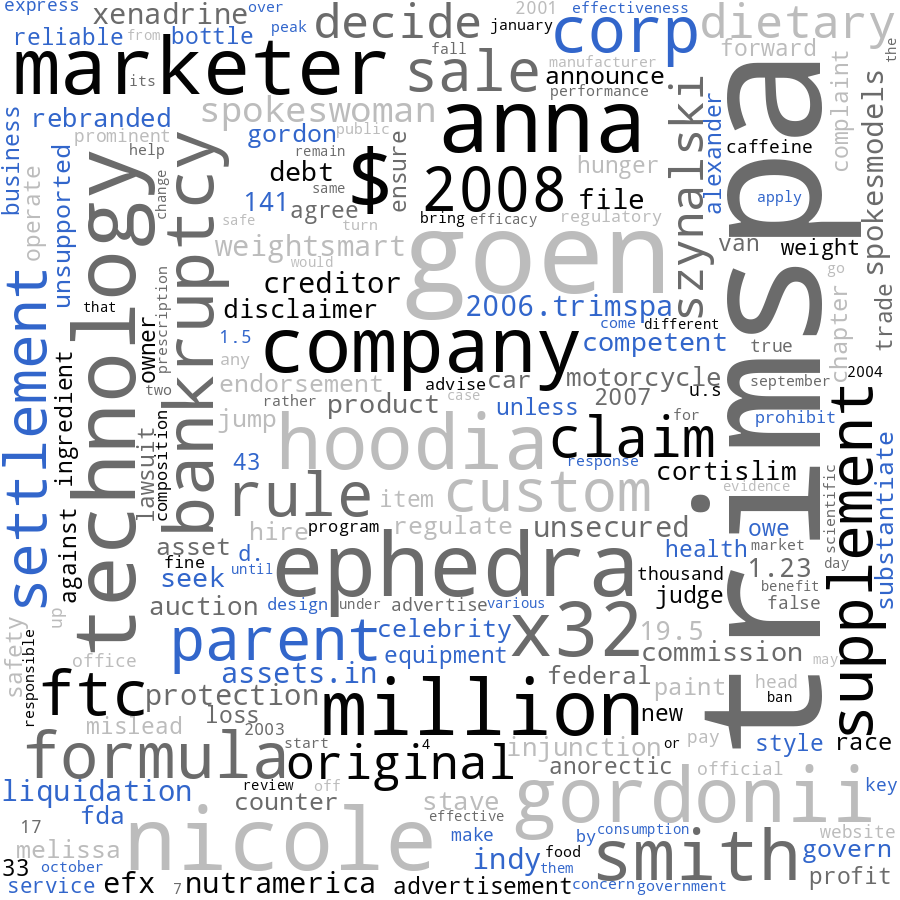 express
over
xenadrine
peak
decide
january
2001
effectiveness
corp
dietary
reliable
from
bottle
fall
manufacturer
forward
the
marketer
its
sale
announce
performance
complaint
spokeswoman
anna
szynalski
alexander
trimspa
caffeine
spokesmodels
business
rebranded
prominent
gordon
public
help
remain
ensure
debt
$
2008
hunger
file
operate
unsupported
technology
change
bankruptcy
same
141
agree
apply
safe
turn
bring
efficacy
regulatory
weightsmart
would
goen
van
weight
creditor
go
disclaimer
2006.trimspa
that
prescription
come
different
chapter
trade
settlement
owner
1.5
company
competent
true
any
two
endorsement
advise
car
case
motorcycle
september
2004
u.s
rather
product
2007
unless
for
prohibit
jump
hoodia
claim
supplement
ingredient
composition
lawsuit
43
response
cortislim
substantiate
rule
item
custom
evidence
scientific
against
hire
program
regulate
unsecured
owe
asset
fine
d.
until
ephedra
health
market
day
seek
thousand
1.23
benefit
judge
false
auction
design
under
advertise
various
x32
up
safety
responsible
parent
celebrity
19.5
equipment
commission
office
assets.in
may
ftc
protection
federal
paint
head
ban
million
loss
new
mislead
2003
formula
start
4
original
injunction
or
pay
style
race
anorectic
official
liquidation
review
off
gordonii
key
counter
stave
fda
effective
17
nicole
make
by
consumption
website
melissa
smith
govern
33
october
indy
food
them
profit
service
efx
7
nutramerica
advertisement
concern
government